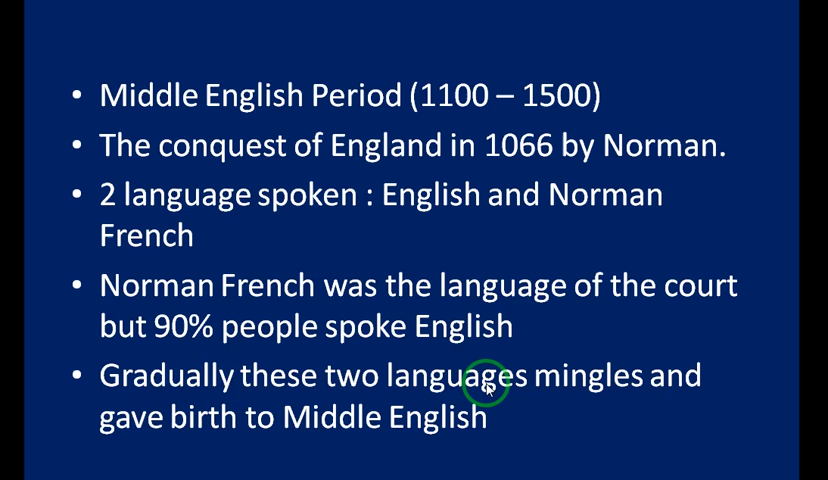 • Middle English Period (1100 – 1500)
• The conquest of England in 1066 by Norman.
• 2 language spoken : English and Norman
French
• Norman French was the language of the court
but 90% people spoke English
• Gradually these two languages mingles and
gave birth to Middle English